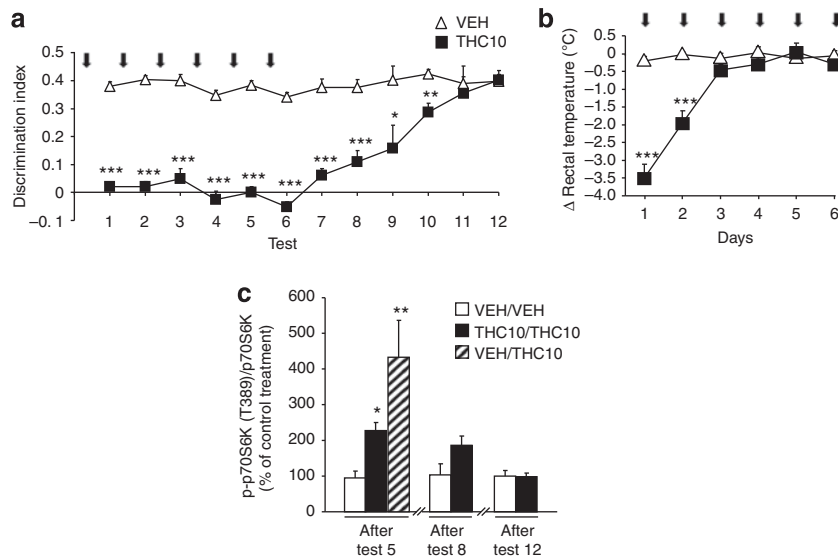 a
VEH
THC10
Discrimination index
0.5
0.4
0.3
0.2
0.1
0
−0.1
*** *** *** *** *** *** *** *** * **
1 2 3 4 5 6 7 8 9 10 11 12
Test
b
Δ Rectal temperature (°C)
0.5
0
−0.5
−1.0
−1.5
−2.0
−2.5
−3.0
−3.5
−4.0
***
***
1 2 3 4 5 6
Days
c
p-p70S6K (T389)/p70S6K
(% of control treatment)
600
500
400
300
200
100
0
VEH/VEH
THC10/THC10
VEH/THC10
*
**
After
test 5
After
test 8
After
test 12